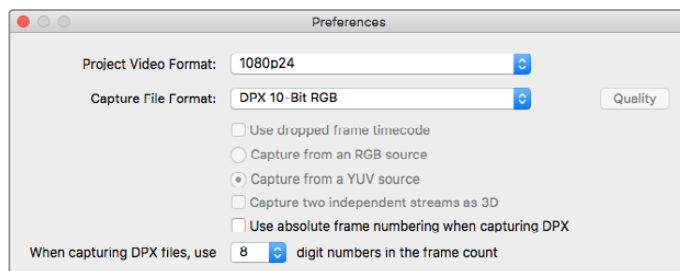 Preferences
Project Video Format: 1080p24
Capture File Format: DPX 10-Bit RGB Quality
Use dropped frame timecode
Capture from an RGB source
Capture from a YUV source
Capture two independent streams as 3D
Use absolute frame numbering when capturing DPX
When capturing DPX files, use 8 digit numbers in the frame count